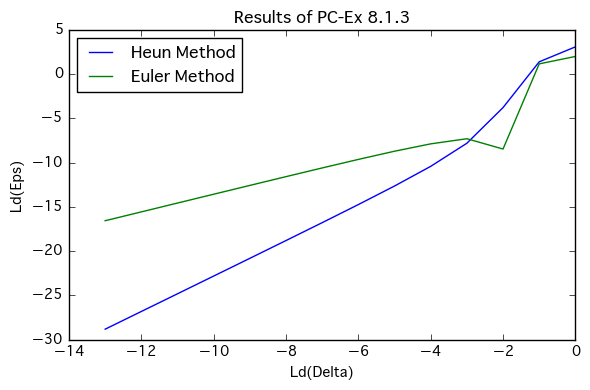 Results of PC-Ex 8.1.3
Heun Method
Euler Method
Ld(Eps)
5
0
−5
−10
−15
−20
−25
−30
−14 −12 −10 −8 −6 −4 −2 0
Ld(Delta)